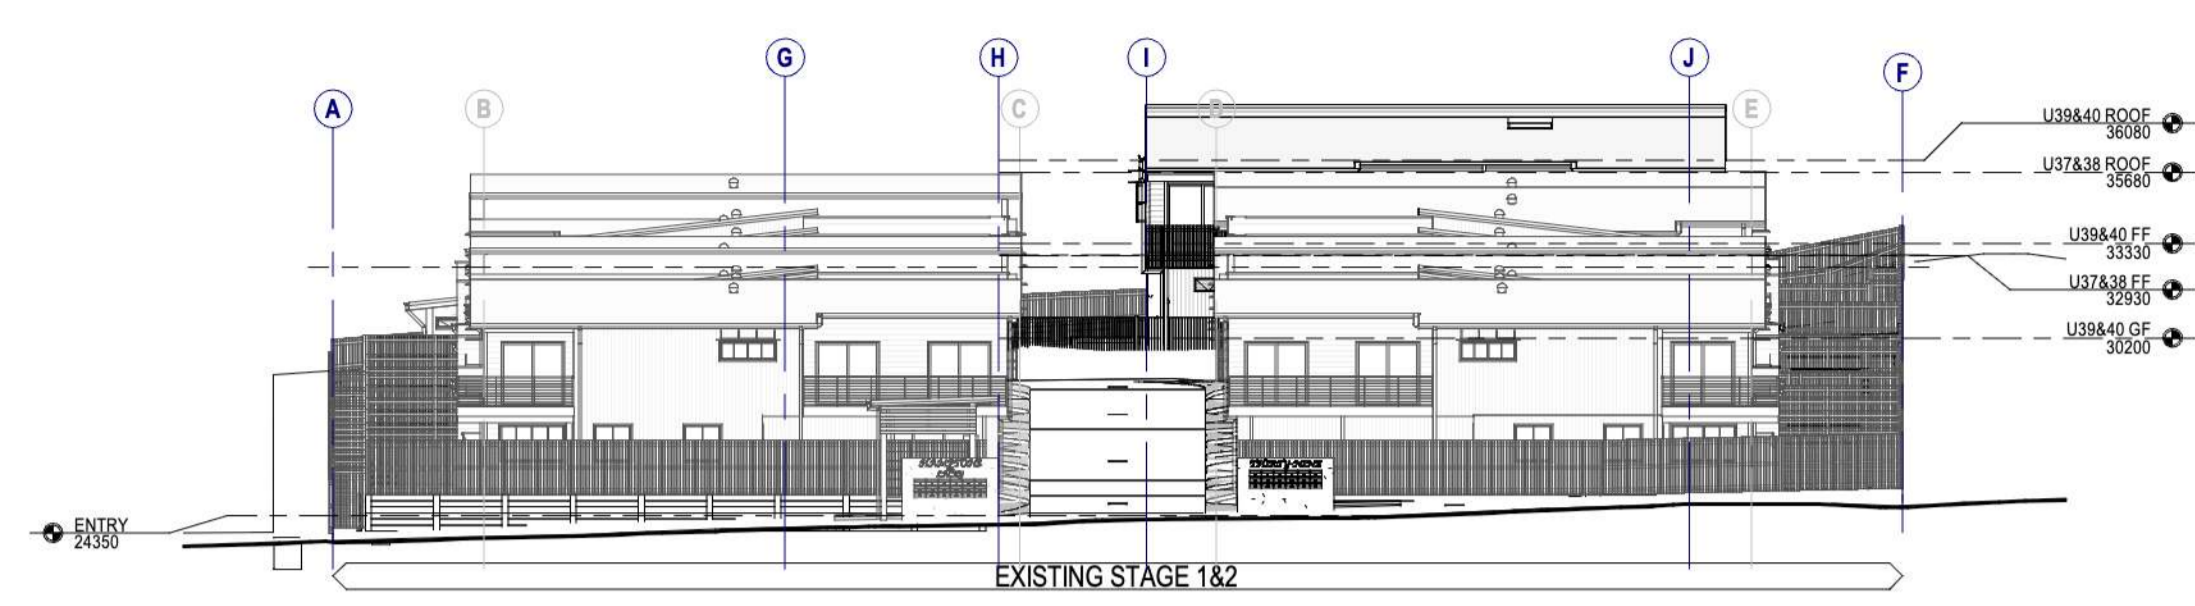 A
B
G
H
C
I
D
J
E
F
U39&40 ROOF
36080
U37&38 ROOF
35680
U39&40 FF
33330
U37&38 FF
32930
U39&40 GF
30200
ENTRY
24350
EXISTING STAGE 1&2